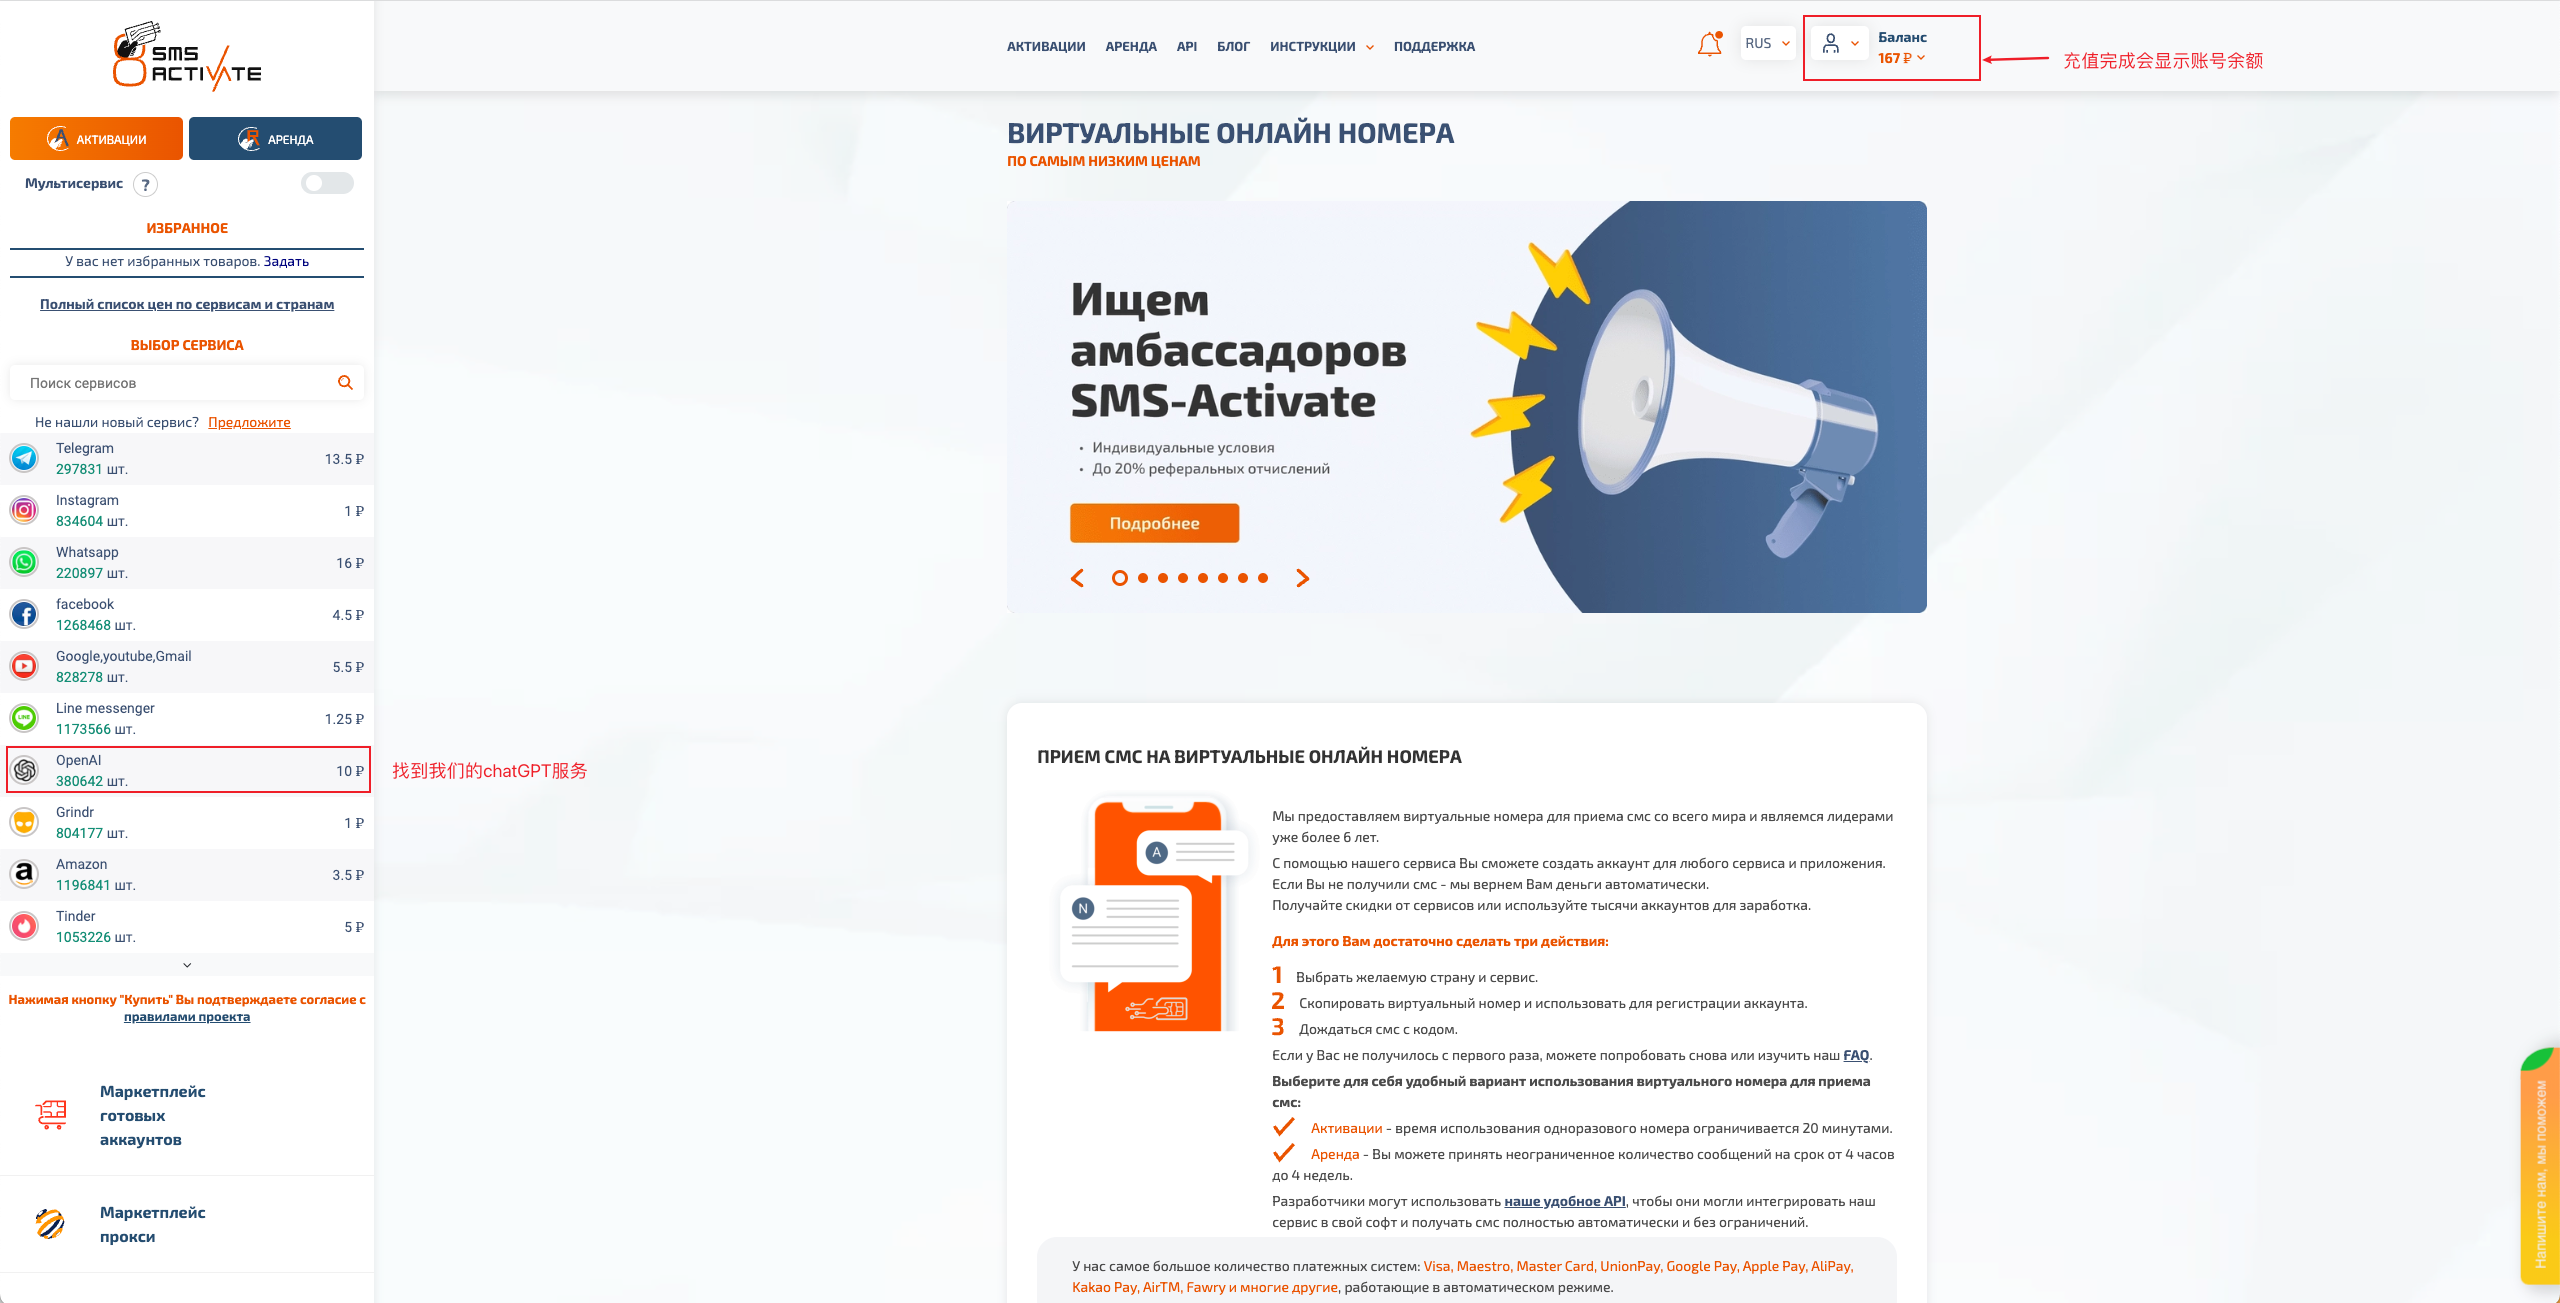 SMS
ACTIVATE
АКТИВАЦИИ
АРЕНДА
API
БЛОГ
ИНСТРУКЦИИ
ПОДДЕРЖКА
RUS
Баланс
167 ₽
充值完成会显示账号余额
АКТИВАЦИИ
АРЕНДА
Мультисервис ?
ИЗБРАННОЕ
У вас нет избранных товаров. Задать
Полный список цен по сервисам и странам
ВЫБОР СЕРВИСА
Поиск сервисов
Не нашли новый сервис? Предложите
Telegram
297831 шт.
13.5 ₽
Instagram
834604 шт.
1 ₽
Whatsapp
220897 шт.
16 ₽
facebook
1268468 шт.
4.5 ₽
Google,youtube,Gmail
828278 шт.
5.5 ₽
Line messenger
1173566 шт.
1.25 ₽
OpenAI
380642 шт.
10 ₽
找到我们的chatGPT服务
Grindr
804177 шт.
1 ₽
Amazon
1196841 шт.
3.5 ₽
Tinder
1053226 шт.
5 ₽
Нажимая кнопку "Купить" Вы подтверждаете согласие с
правилами проекта
Маркетплейс
готовых
аккаунтов
Маркетплейс
прокси
ВИРТУАЛЬНЫЕ ОНЛАЙН НОМЕРА
ПО САМЫМ НИЗКИМ ЦЕНАМ
Ищем
амбассадоров
SMS-Activate
• Индивидуальные условия
• До 20% реферальных отчислений
Подробнее
ПРИЕМ СМС НА ВИРТУАЛЬНЫЕ ОНЛАЙН НОМЕРА
A
N
Мы предоставляем виртуальные номера для приема смс со всего мира и являемся лидерами
уже более 6 лет.
С помощью нашего сервиса Вы сможете создать аккаунт для любого сервиса и приложения.
Если Вы не получили смс - мы вернем Вам деньги автоматически.
Получайте скидки от сервисов или используйте тысячи аккаунтов для заработка.
Для этого Вам достаточно сделать три действия:
1 Выбрать желаемую страну и сервис.
2 Скопировать виртуальный номер и использовать для регистрации аккаунта.
3 Дождаться смс с кодом.
Если у Вас не получилось с первого раза, можете попробовать снова или изучить наш FAQ.
Выберите для себя удобный вариант использования виртуального номера для приема
смс:
Активации - время использования одноразового номера ограничивается 20 минутами.
Аренда - Вы можете принять неограниченное количество сообщений на срок от 4 часов
до 4 недель.
Разработчики могут использовать наше удобное API, чтобы они могли интегрировать наш
сервис в свой софт и получать смс полностью автоматически и без ограничений.
У нас самое большое количество платежных систем: Visa, Maestro, Master Card, UnionPay, Google Pay, Apple Pay, AliPay,
Kakao Pay, AirTM, Fawry и многие другие, работающие в автоматическом режиме.
Напишите нам, мы поможем